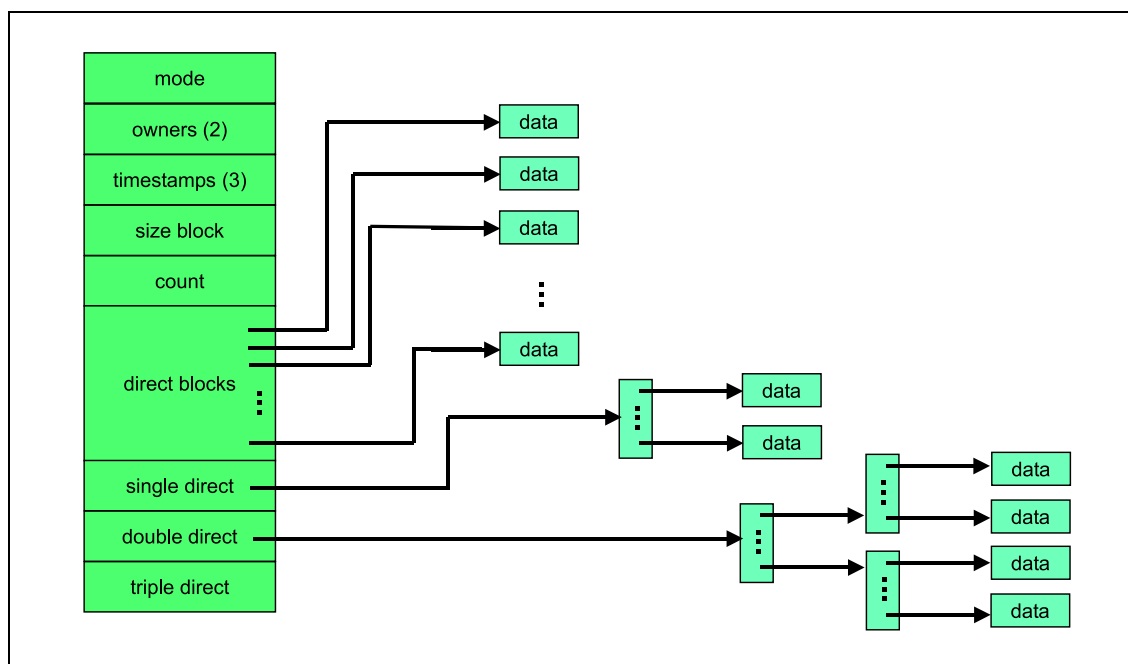 mode
owners (2)
timestamps (3)
size block
count
direct blocks
single direct
double direct
triple direct
data
data
data
data
data
data
data
data
data
data